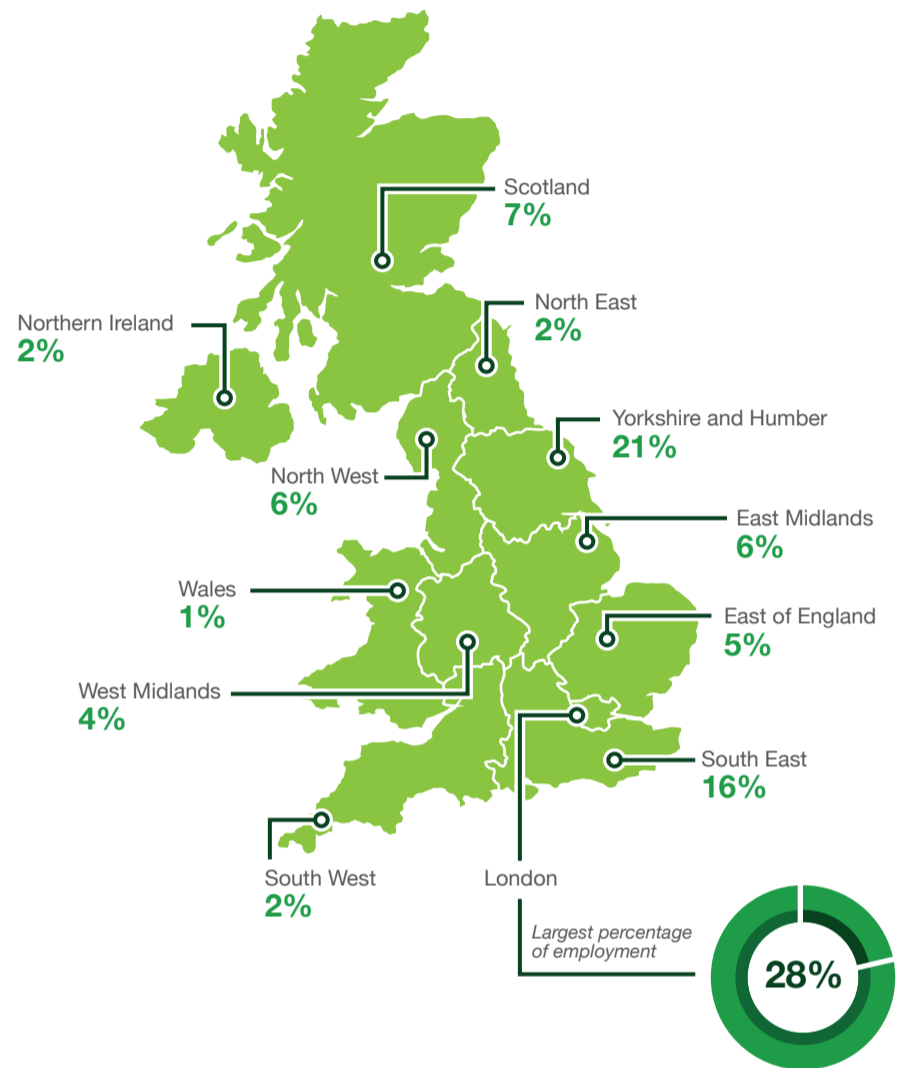 Scotland
7%
North East
2%
Northern Ireland
2%
Yorkshire and Humber
21%
North West
6%
East Midlands
6%
Wales
1%
East of England
5%
West Midlands
4%
South East
16%
South West
2%
London
Largest percentage
of employment
28%